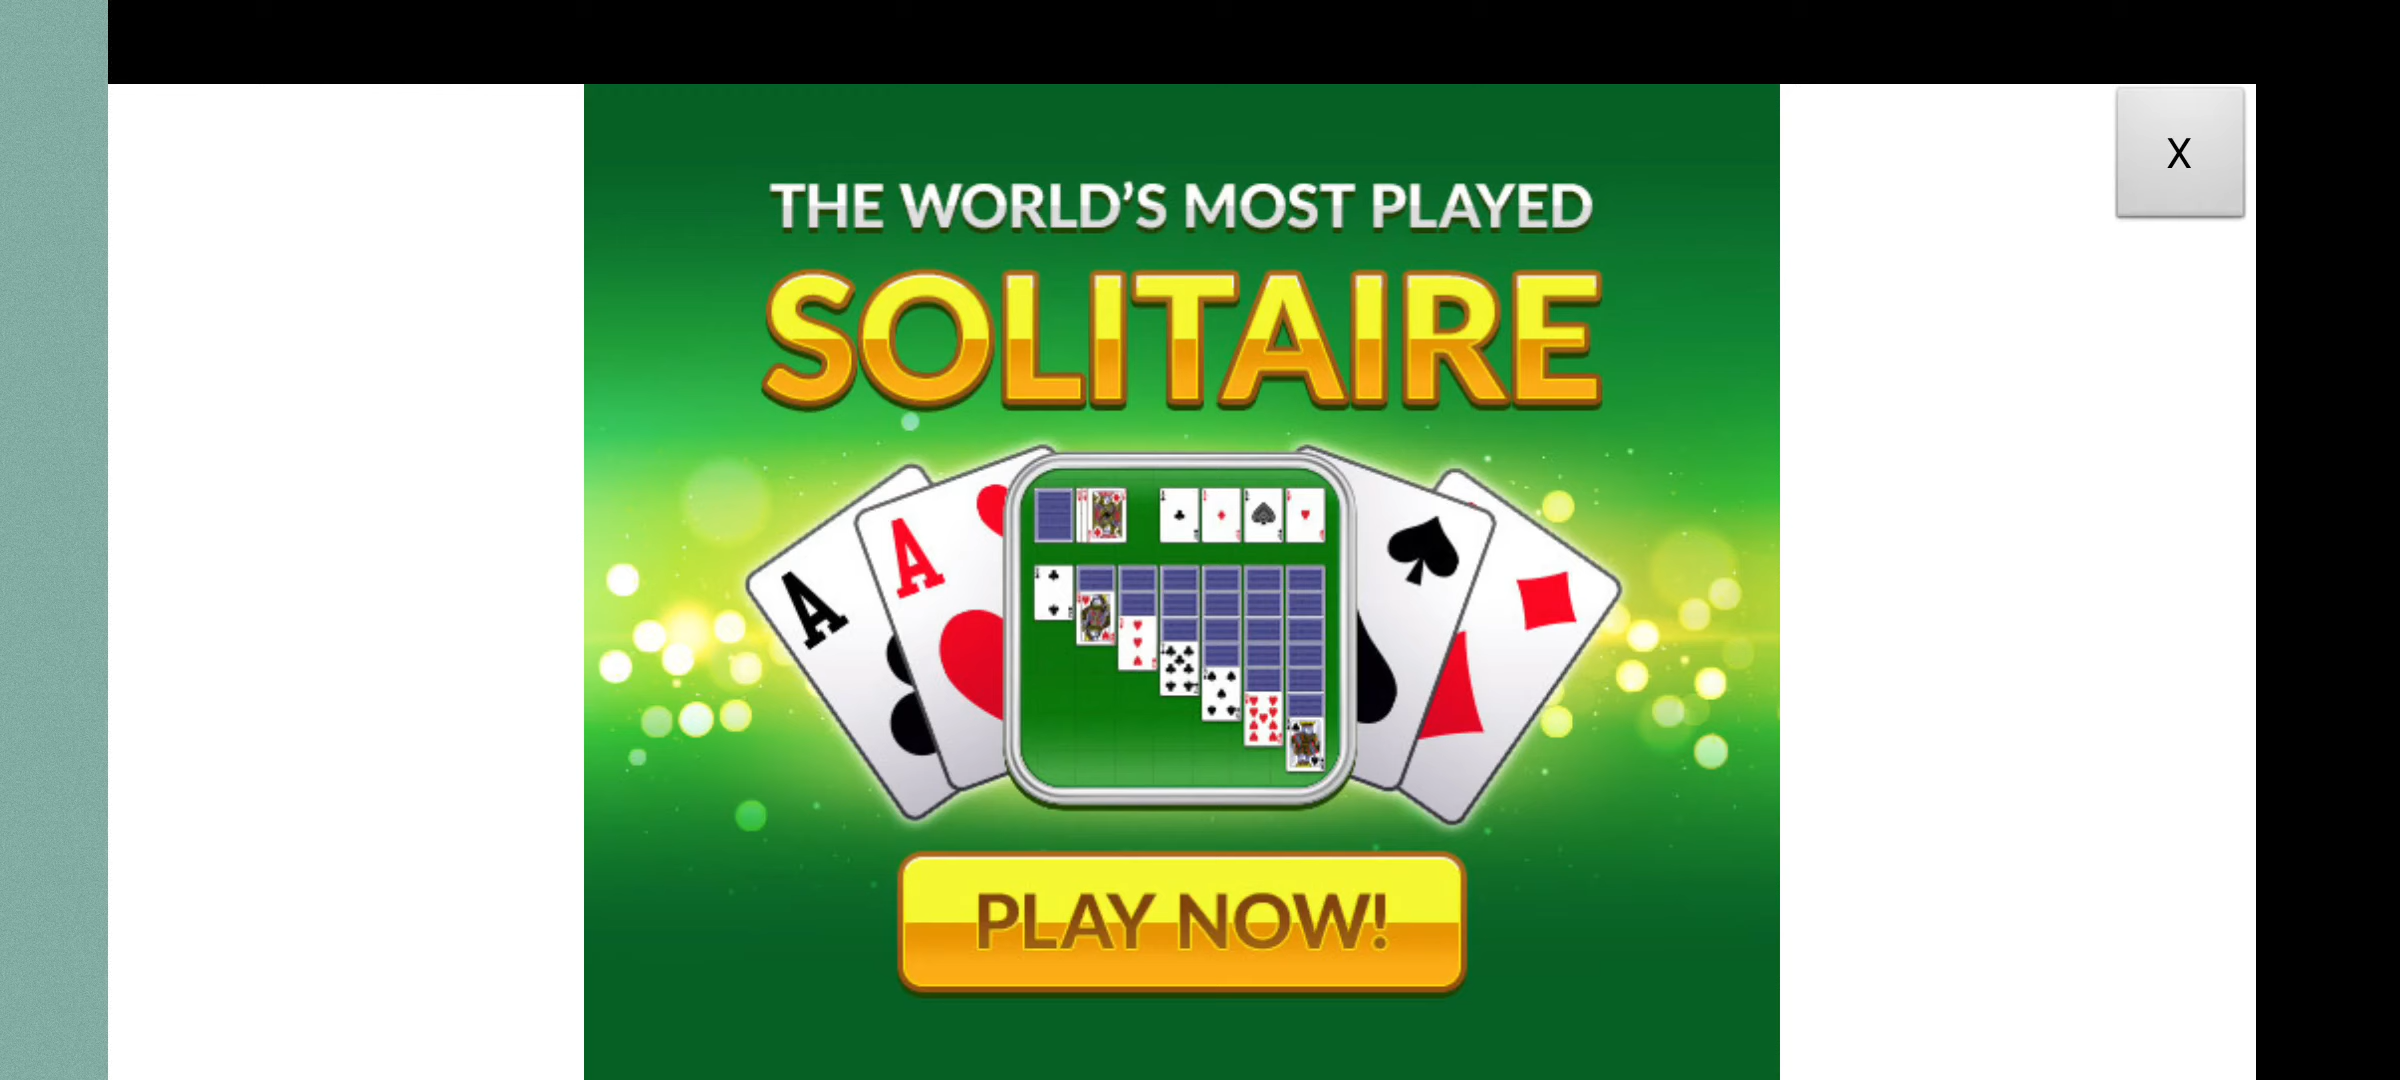 X
THE WORLD'S MOST PLAYED
SOLITAIRE
A
A
PLAY NOW!